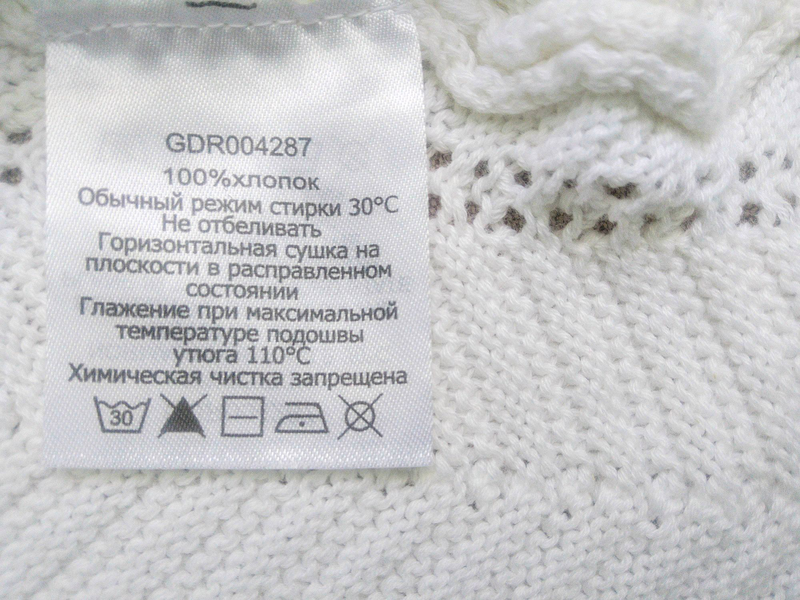 GDR004287
100%хлопок
Обычный режим стирки 30°C
Не отбеливать
Горизонтальная сушка на
плоскости в расправленном
состоянии
Глажение при максимальной
температуре подошвы
утюга 110°C
Химическая чистка запрещена
30